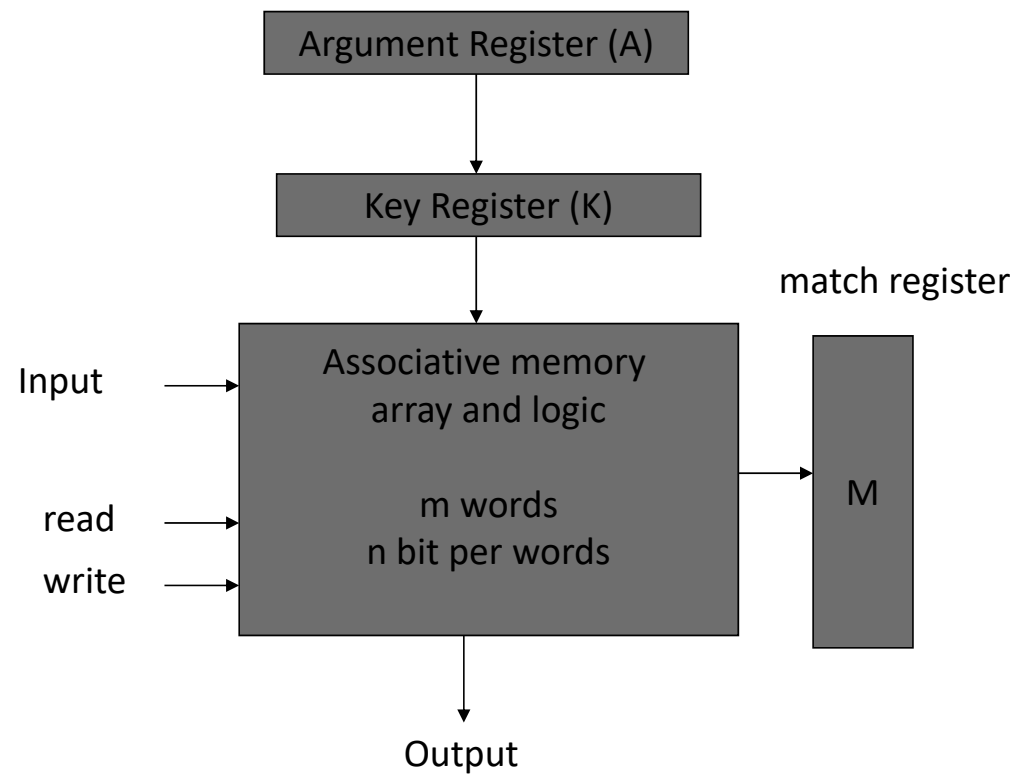 Argument Register (A)
Key Register (K)
match register
Associative memory
array and logic
m words
n bit per words
Input
read
write
M
Output